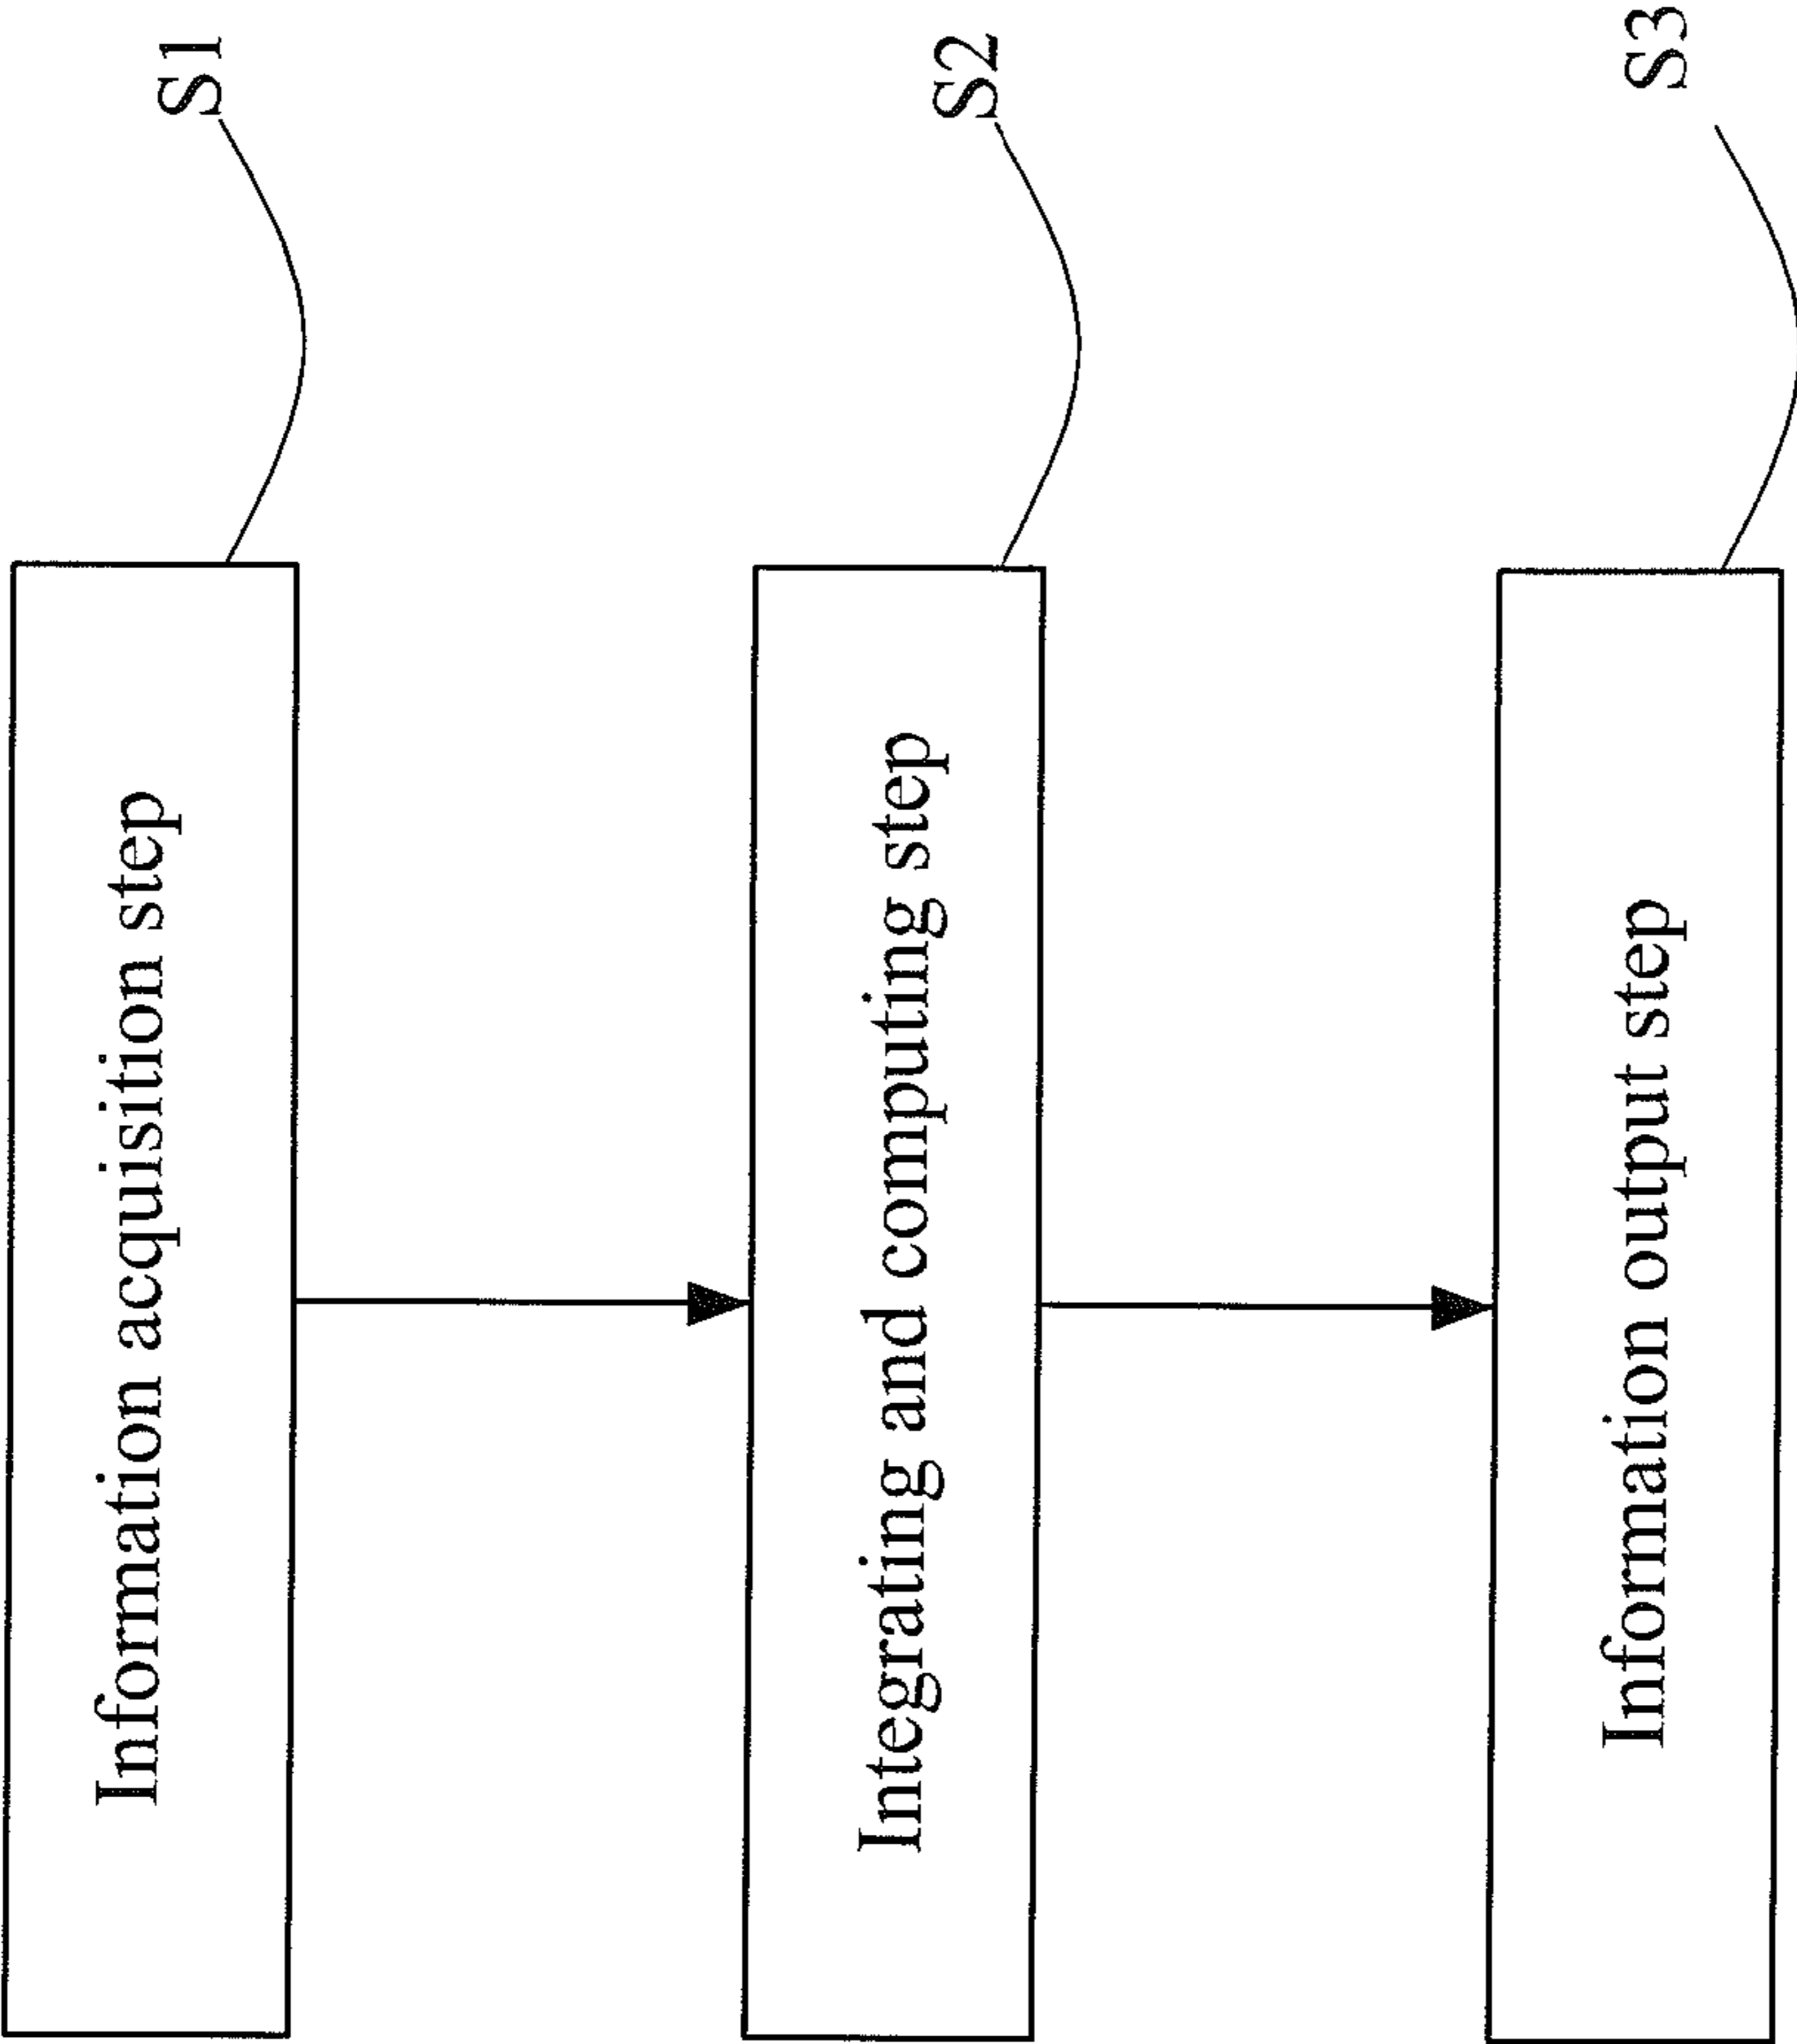 Information acquisition step
S1
Integrating and computing step
S2
Information output step
S3